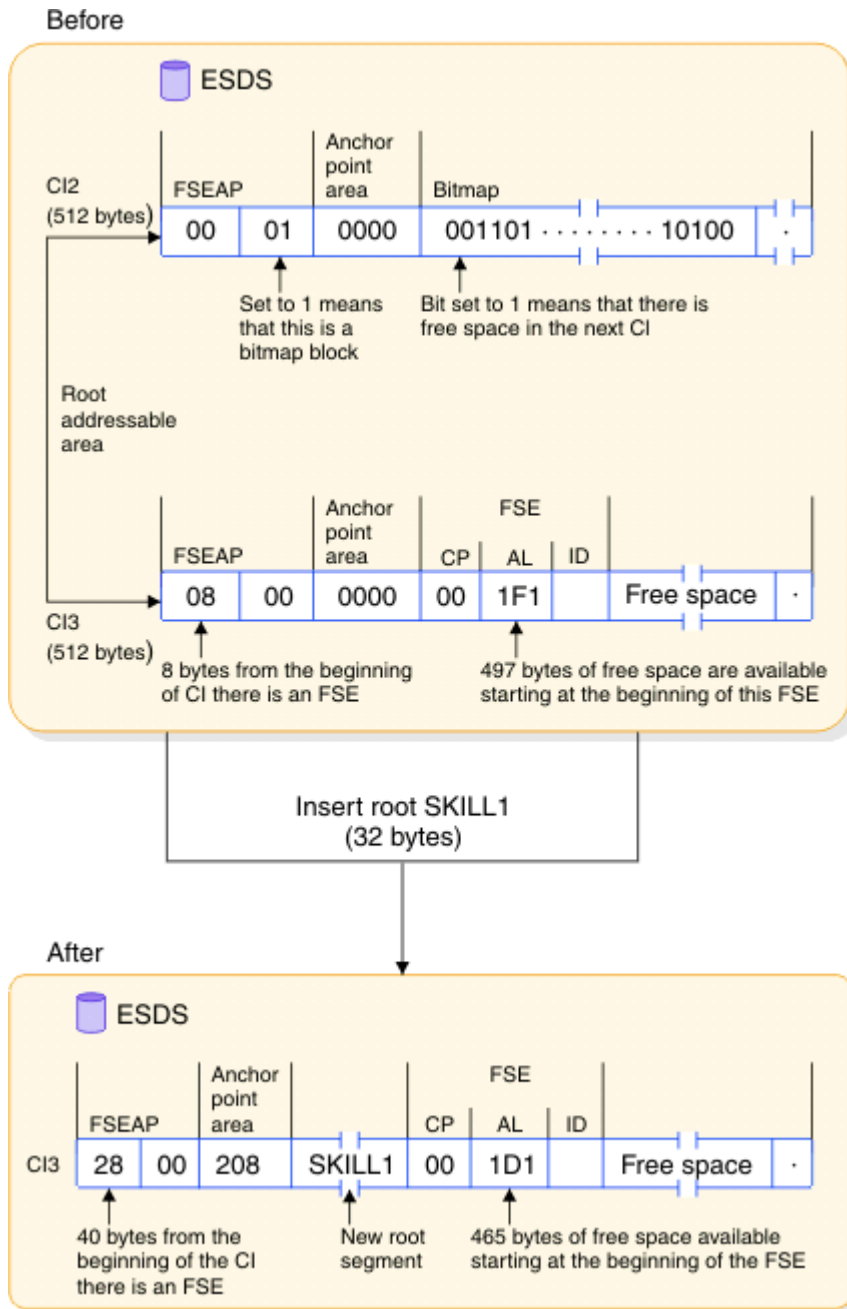 Before
ESDS
CI2
(512 bytes)
FSEAP
Anchor
point
area
Bitmap
00 01 0000 001101 · · · · · · · · 10100 ·
Set to 1 means
that this is a
bitmap block
Bit set to 1 means that there is
free space in the next CI
Root
addressable
area
FSEAP
Anchor
point
area
FSE
CP AL ID
08 00 0000 00 1F1 Free space ·
CI3
(512 bytes)
8 bytes from the beginning
of CI there is an FSE
497 bytes of free space are available
starting at the beginning of this FSE
Insert root SKILL1
(32 bytes)
After
ESDS
FSEAP
Anchor
point
area
FSE
CP AL ID
CI3 28 00 208 SKILL1 00 1D1 Free space ·
40 bytes from the
beginning of the CI
there is an FSE
New root
segment
465 bytes of free space available
starting at the beginning of the FSE